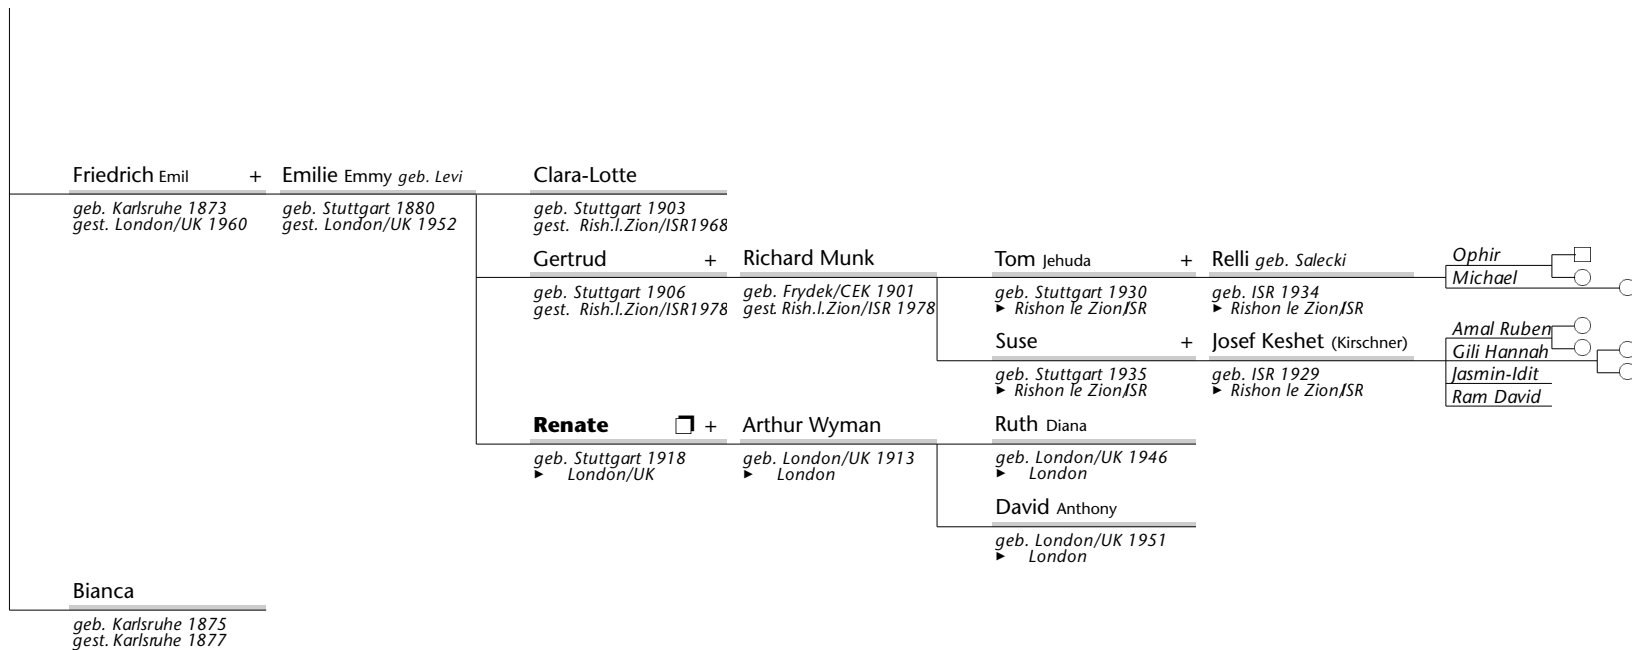 Friedrich Emil + Emilie Emmy geb. Levi
geb. Karlsruhe 1873
gest. London/UK 1960
geb. Stuttgart 1880
gest. London/UK 1952
Clara-Lotte
geb. Stuttgart 1903
gest. Rish.l.Zion/ISR1968
Gertrud + Richard Munk
geb. Stuttgart 1906
gest. Rish.l.Zion/ISR1978
geb. Frydek/CEK 1901
gest. Rish.l.Zion/ISR 1978
Tom Jehuda + Relli geb. Salecki
geb. Stuttgart 1930
► Rishon le Zion/ISR
geb. ISR 1934
► Rishon le Zion/ISR
Ophir
Michael
Suse + Josef Keshet (Kirschner)
geb. Stuttgart 1935
► Rishon le Zion/ISR
geb. ISR 1929
► Rishon le Zion/ISR
Amal Ruben
Gili Hannah
Jasmin-Idit
Ram David
Renate + Arthur Wyman
geb. Stuttgart 1918
► London/UK
geb. London/UK 1913
► London
Ruth Diana
geb. London/UK 1946
► London
David Anthony
geb. London/UK 1951
► London
Bianca
geb. Karlsruhe 1875
gest. Karlsruhe 1877